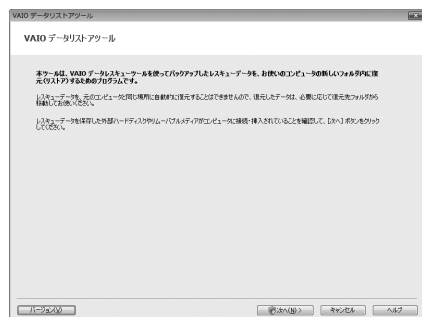 VAIO データリストアツール
VAIO データリストアツール
本ツールは、VAIO データレスキューツールを使ってバックアップしたレスキューデータを、お使いのコンピュータの新しいフォルダ内に復
元(リストア)するためのプログラムです。
レスキューデータを、元のコンピュータと同じ場所に自動的に復元することはできませんので、復元したデータは、必要に応じて復元先フォルダから
移動してお使いください。
レスキューデータを保存した外部ハードディスクやリムーバブルメディアがコンピュータに接続・挿入されていることを確認して、[次へ] ボタンをクリック
してください。
バージョン(V)
次へ(N) >
キャンセル
ヘルプ